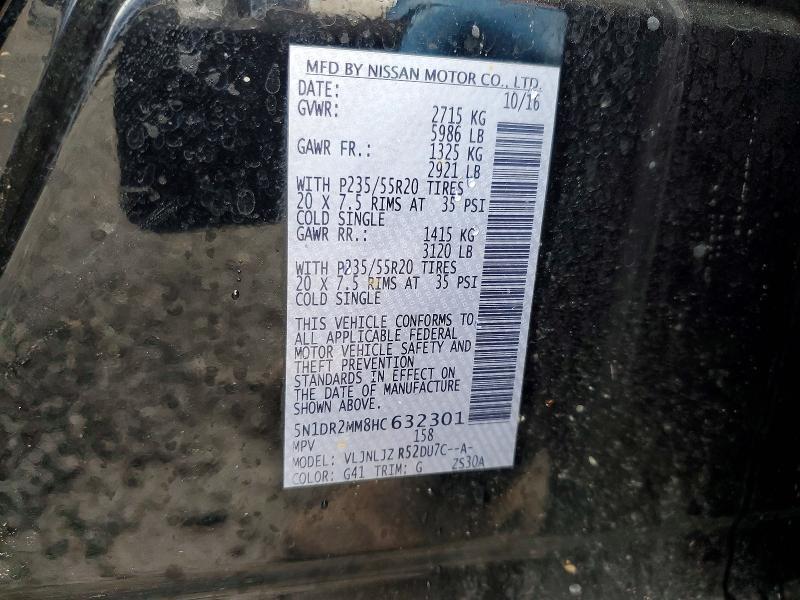 MFD BY NISSAN MOTOR CO., LTD.
DATE: 10/16
GVWR: 2715 KG
5986 LB
GAWR FR.: 1325 KG
2921 LB
WITH P235/55R20 TIRES
20 X 7.5 RIMS AT 35 PSI
COLD SINGLE
GAWR RR.: 1415 KG
3120 LB
WITH P235/55R20 TIRES
20 X 7.5 RIMS AT 35 PSI
COLD SINGLE
THIS VEHICLE CONFORMS TO
ALL APPLICABLE FEDERAL
MOTOR VEHICLE SAFETY AND
THEFT PREVENTION
STANDARDS IN EFFECT ON
THE DATE OF MANUFACTURE
SHOWN ABOVE.
5N1DR2MM8HC632301
MPV 158
MODEL: VLJNLJZ R52DU7C--A-
COLOR: G41 TRIM: G ZS30A